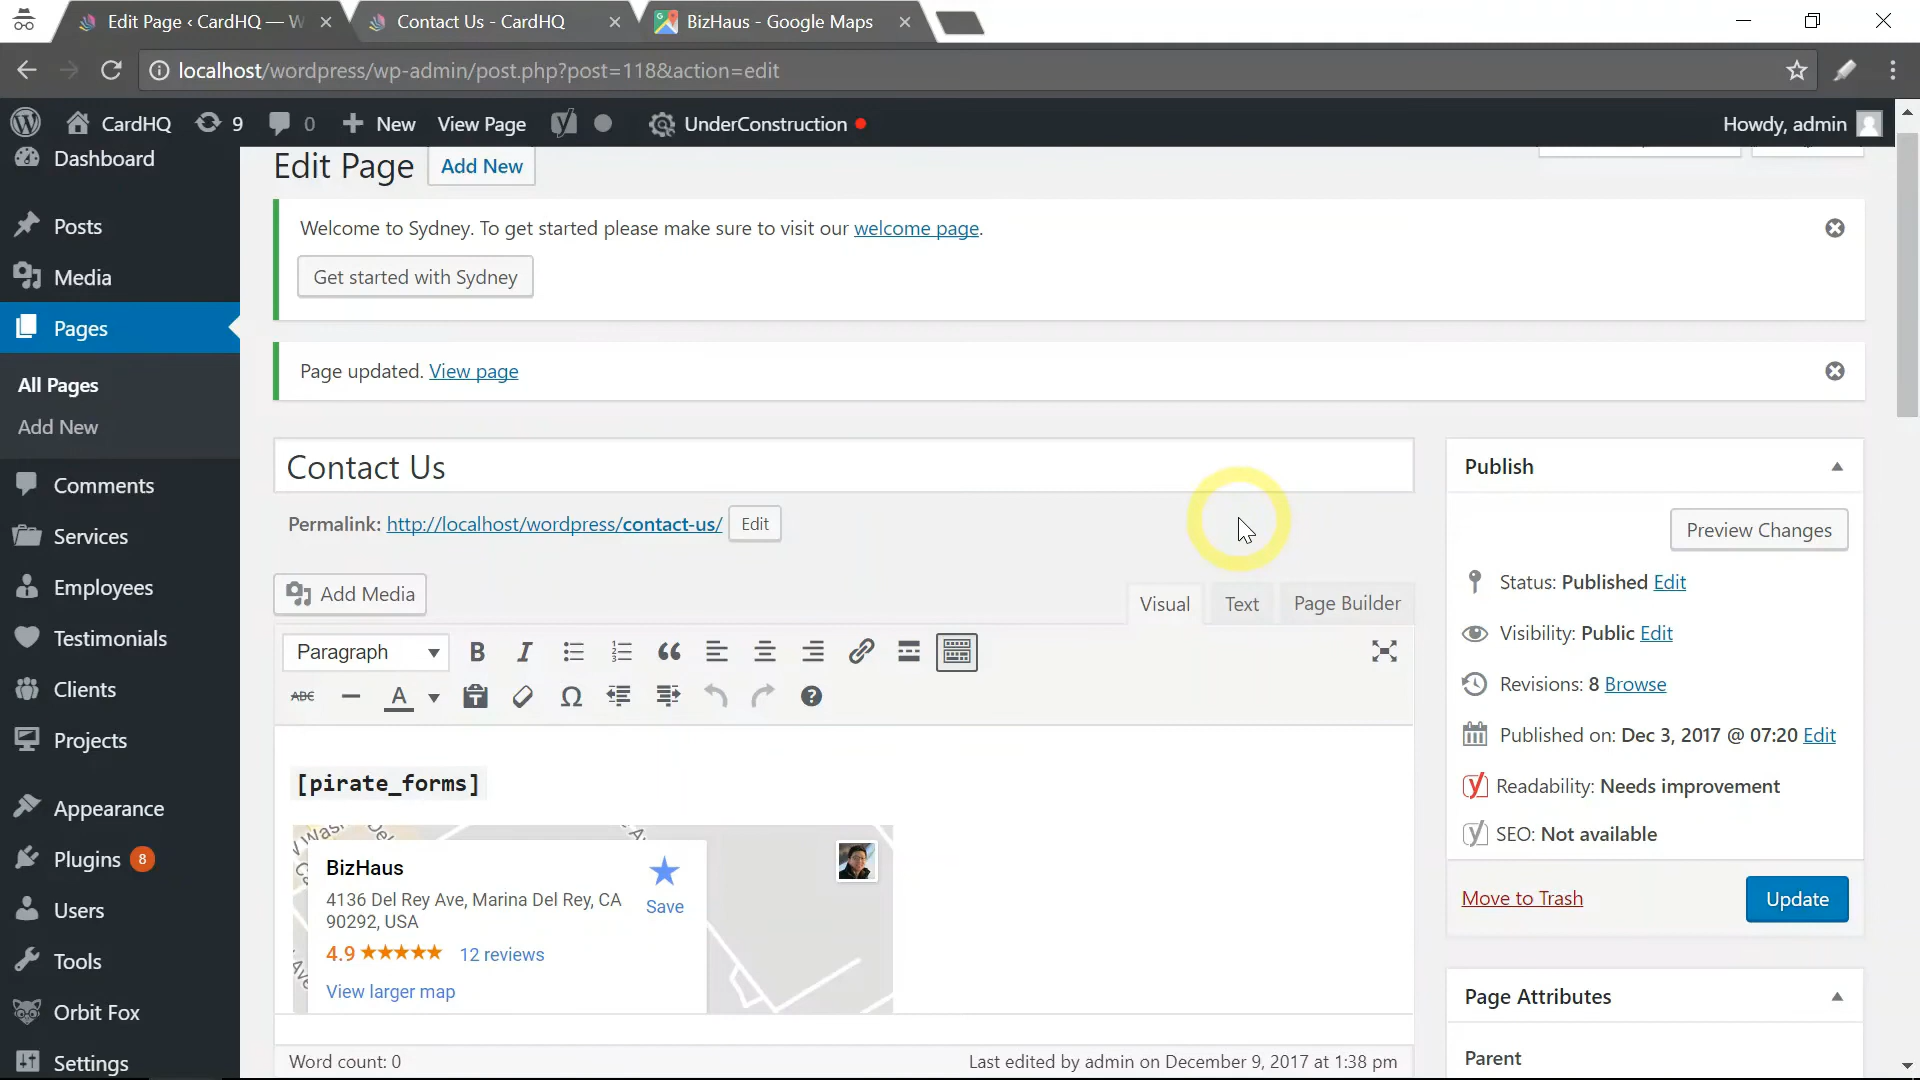 Edit Page ‹ CardHQ — W
Contact Us - CardHQ
BizHaus - Google Maps
localhost/wordpress/wp-admin/post.php?post=118&action=edit
CardHQ
9
0
New
View Page
UnderConstruction
Howdy, admin
Dashboard
Posts
Media
Pages
All Pages
Add New
Comments
Services
Employees
Testimonials
Clients
Projects
Appearance
Plugins 8
Users
Tools
Orbit Fox
Settings
Edit Page
Add New
Welcome to Sydney. To get started please make sure to visit our welcome page.
Get started with Sydney
Page updated. View page
Contact Us
Permalink: http://localhost/wordpress/contact-us/ Edit
Add Media
Visual
Text
Page Builder
Paragraph
B
I
ABC
A
[pirate_forms]
BizHaus
4136 Del Rey Ave, Marina Del Rey, CA
90292, USA
Save
4.9
12 reviews
View larger map
Word count: 0
Last edited by admin on December 9, 2017 at 1:38 pm
Publish
Preview Changes
Status: Published Edit
Visibility: Public Edit
Revisions: 8 Browse
Published on: Dec 3, 2017 @ 07:20 Edit
Readability: Needs improvement
SEO: Not available
Move to Trash
Update
Page Attributes
Parent